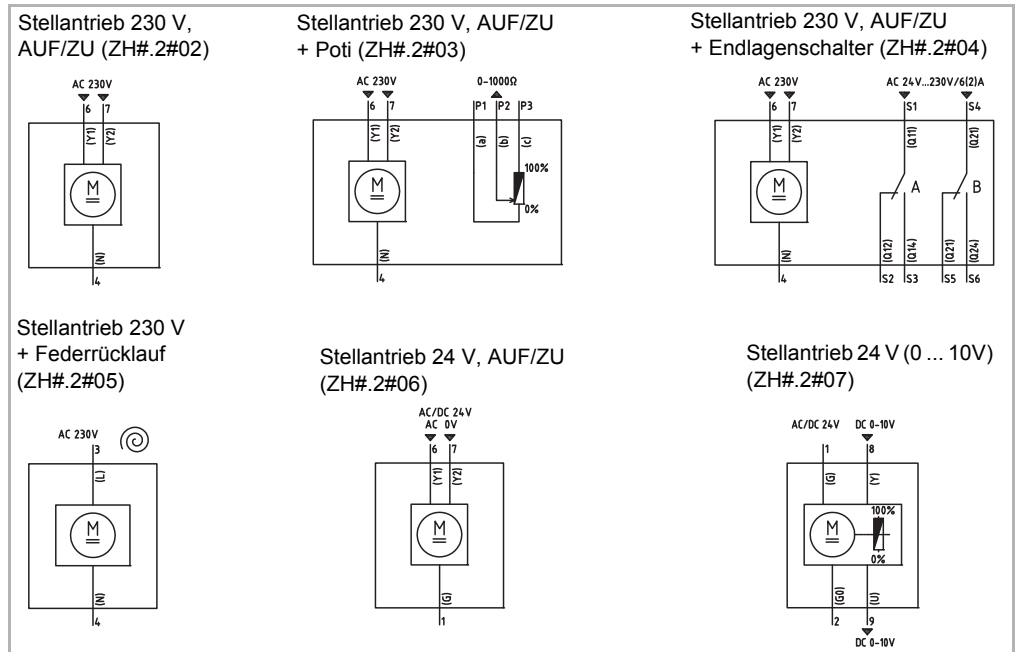 Stellantrieb 230 V,
AUF/ZU (ZH#.2#02)
AC 230V
6 7
(Y1) (Y2)
M
(N)
4
Stellantrieb 230 V, AUF/ZU
+ Poti (ZH#.2#03)
AC 230V 0-1000Ω
6 7 P1 P2 P3
(Y1) (Y2) (a) (b) (c)
100%
M
0%
(N)
4
Stellantrieb 230 V, AUF/ZU
+ Endlagenschalter (ZH#.2#04)
AC 230V AC 24V...230V/6(2)A
6 7 S1 S4
(Y1) (Y2) (Q11) (Q21)
M A B
(N) (Q12) (Q14) (Q21) (Q24)
4 S2 S3 S5 S6
Stellantrieb 230 V
+ Federrücklauf
(ZH#.2#05)
AC 230V
3
(L)
M
(N)
4
Stellantrieb 24 V, AUF/ZU
(ZH#.2#06)
AC/DC 24V
AC 0V
6 7
(Y1) (Y2)
M
(G)
1
Stellantrieb 24 V (0 ... 10V)
(ZH#.2#07)
AC/DC 24V DC 0-10V
1 8
(G) (Y)
100%
M
0%
(G0) (U)
2 9
DC 0-10V